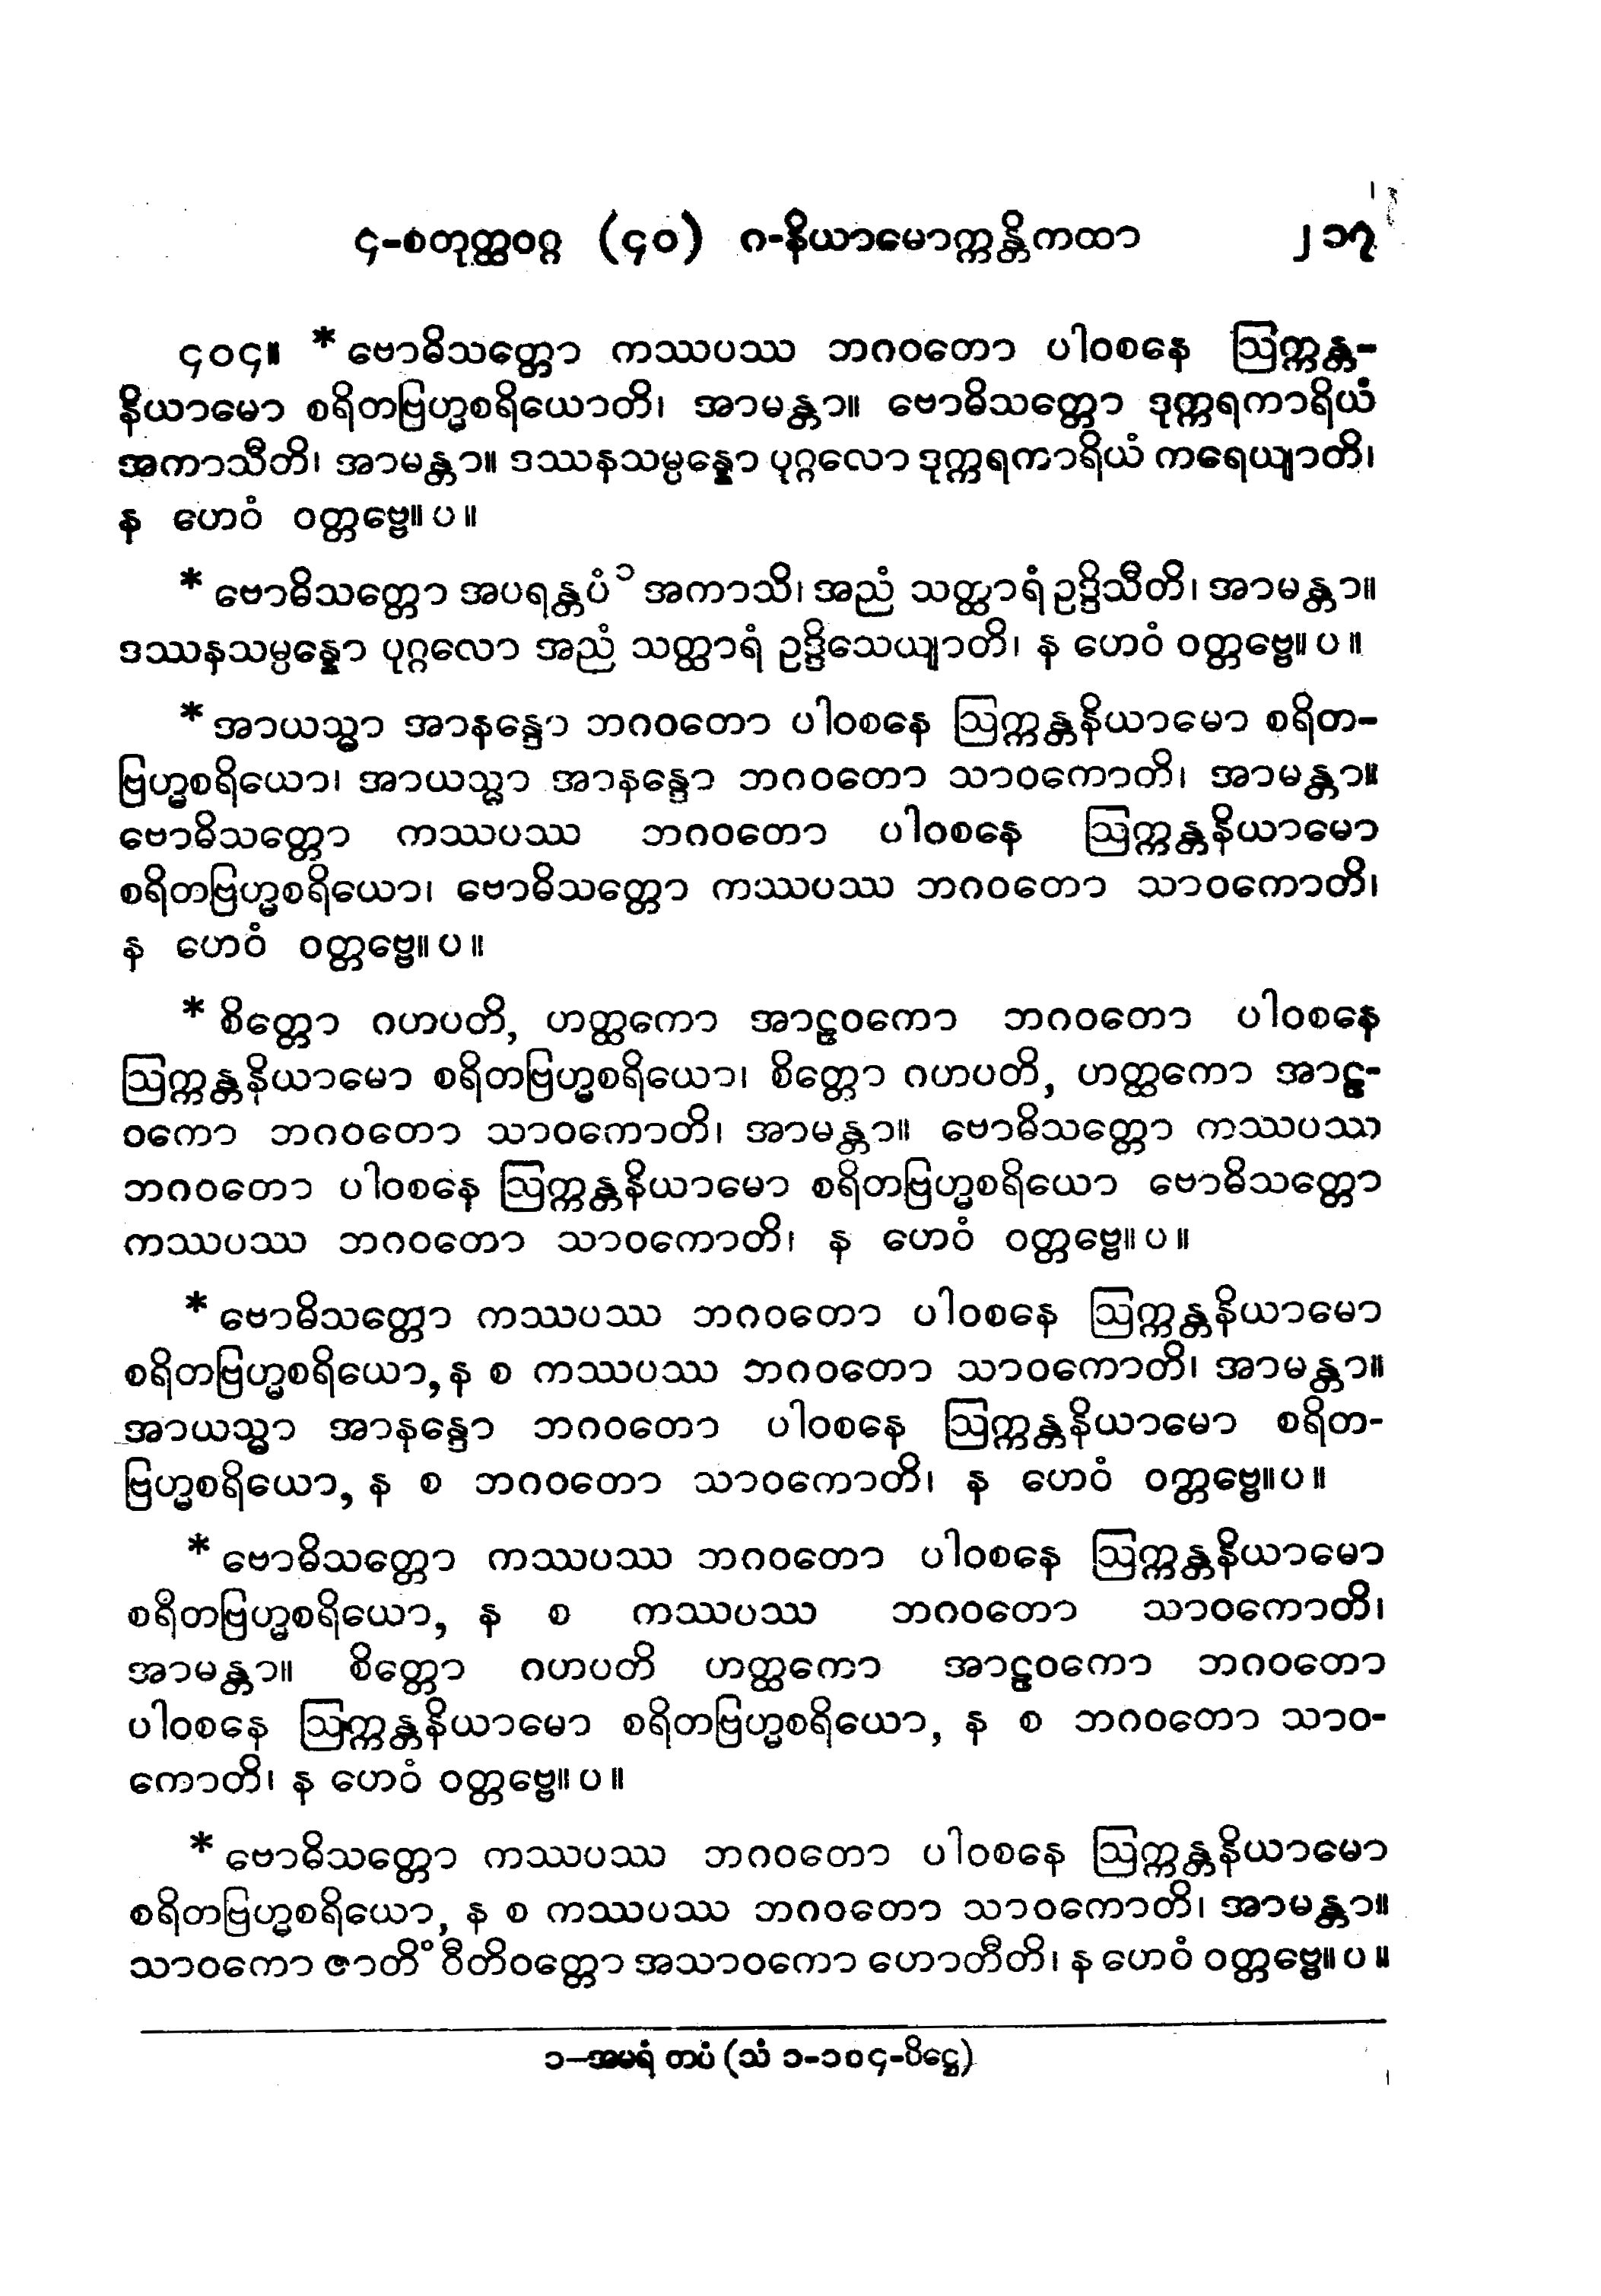 ၄-စတုတ္ထဝဂ္ဂ (၄၀) ဂ-နိယာမောက္ကန္တိကထာ ၂၁၇
၄၀၄။ * ဗောဓိသတ္တော ကဿပဿ ဘဂဝတော ပါဝစနေ ဩက္ကန္တ-
နိယာမော စရိတဗြဟ္မစရိယောတိ၊ အာမန္တာ။ ဗောဓိသတ္တော ဒုက္ကရကာရိယံ
အကာသီတိ၊ အာမန္တာ။ ဒဿနသမ္ပန္နော ပုဂ္ဂလော ဒုက္ကရကာရိယံ ကရေယျာတိ၊
န ဟေဝံ ဝတ္တဗ္ဗေ။ ပ ။
* ဗောဓိသတ္တော အပရန္တပံ ၁ အကာသိ၊ အညံ သတ္ထာရံ ဥဒ္ဒိသီတိ၊ အာမန္တာ။
ဒဿနသမ္ပန္နော ပုဂ္ဂလော အညံ သတ္ထာရံ ဥဒ္ဒိသေယျာတိ၊ န ဟေဝံ ဝတ္တဗ္ဗေ။ ပ ။
* အာယသ္မာ အာနန္ဒော ဘဂဝတော ပါဝစနေ ဩက္ကန္တနိယာမော စရိတ-
ဗြဟ္မစရိယော၊ အာယသ္မာ အာနန္ဒော ဘဂဝတော သာဝကောတိ၊ အာမန္တာ။
ဗောဓိသတ္တော ကဿပဿ ဘဂဝတော ပါဝစနေ ဩက္ကန္တနိယာမော
စရိတဗြဟ္မစရိယော၊ ဗောဓိသတ္တော ကဿပဿ ဘဂဝတော သာဝကောတိ၊
န ဟေဝံ ဝတ္တဗ္ဗေ။ ပ ။
* စိတ္တော ဂဟပတိ, ဟတ္ထကော အာဠဝကော ဘဂဝတော ပါဝစနေ
ဩက္ကန္တနိယာမော စရိတဗြဟ္မစရိယော၊ စိတ္တော ဂဟပတိ, ဟတ္ထကော အာဠ-
ဝကော ဘဂဝတော သာဝကောတိ၊ အာမန္တာ။ ဗောဓိသတ္တော ကဿပဿ
ဘဂဝတော ပါဝစနေ ဩက္ကန္တနိယာမော စရိတဗြဟ္မစရိယော ဗောဓိသတ္တော
ကဿပဿ ဘဂဝတော သာဝကောတိ၊ န ဟေဝံ ဝတ္တဗ္ဗေ။ ပ ။
* ဗောဓိသတ္တော ကဿပဿ ဘဂဝတော ပါဝစနေ ဩက္ကန္တနိယာမော
စရိတဗြဟ္မစရိယော, န စ ကဿပဿ ဘဂဝတော သာဝကောတိ၊ အာမန္တာ။
အာယသ္မာ အာနန္ဒော ဘဂဝတော ပါဝစနေ ဩက္ကန္တနိယာမော စရိတ-
ဗြဟ္မစရိယော, န စ ဘဂဝတော သာဝကောတိ၊ န ဟေဝံ ဝတ္တဗ္ဗေ။ ပ ။
* ဗောဓိသတ္တော ကဿပဿ ဘဂဝတော ပါဝစနေ ဩက္ကန္တနိယာမော
စရိတဗြဟ္မစရိယော, န စ ကဿပဿ ဘဂဝတော သာဝကောတိ၊
အာမန္တာ။ စိတ္တော ဂဟပတိ ဟတ္ထကော အာဠဝကော ဘဂဝတော
ပါဝစနေ ဩက္ကန္တနိယာမော စရိတဗြဟ္မစရိယော, န စ ဘဂဝတော သာဝ-
ကောတိ၊ န ဟေဝံ ဝတ္တဗ္ဗေ။ ပ ။
* ဗောဓိသတ္တော ကဿပဿ ဘဂဝတော ပါဝစနေ ဩက္ကန္တနိယာမော
စရိတဗြဟ္မစရိယော, န စ ကဿပဿ ဘဂဝတော သာဝကောတိ၊ အာမန္တာ။
သာဝကော ဇာတိံ ဝီတိဝတ္တော အသာဝကော ဟောတီတိ၊ န ဟေဝံ ဝတ္တဗ္ဗေ။ ပ ။
၁-အမရံ တပံ (သံ ၁-၁၀၄-ပိဋ္ဌေ)